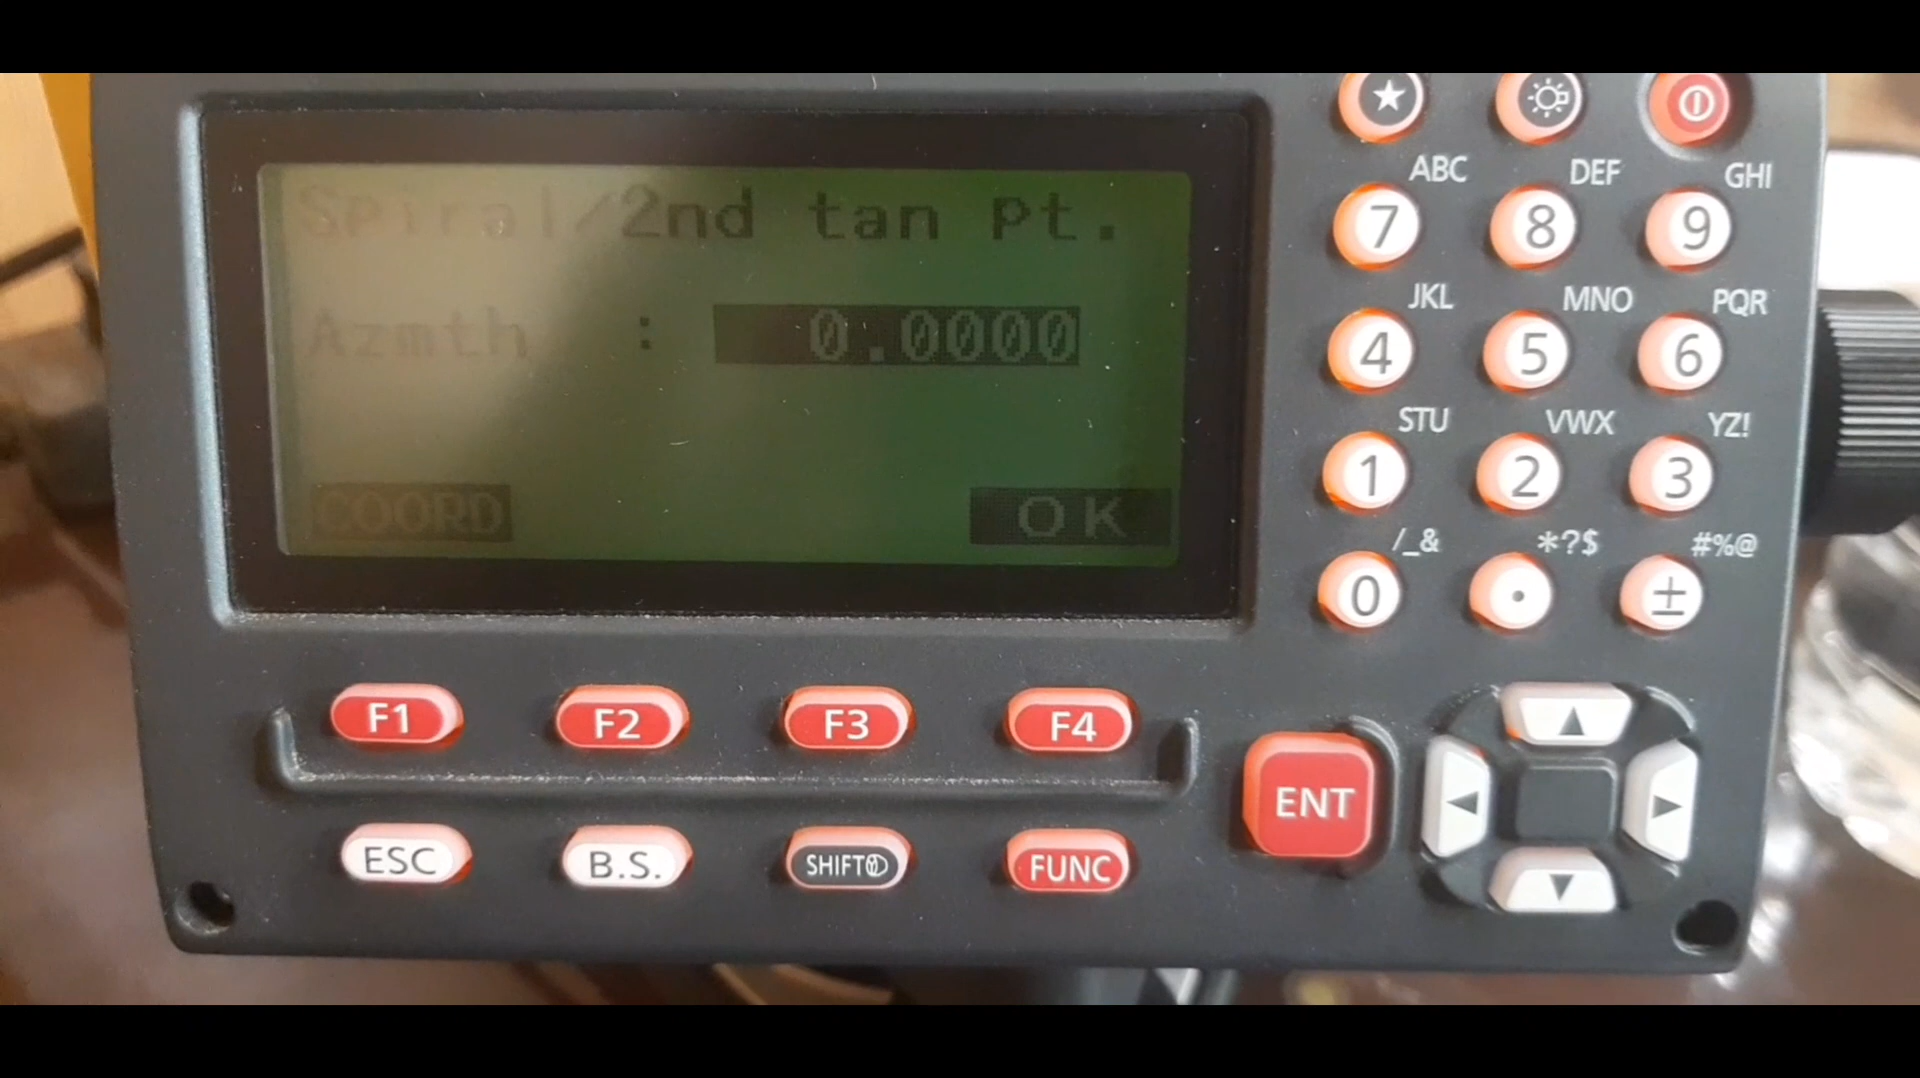 Spiral/2nd tan pt.
Azmth : 0.0000
COORD OK
ABC DEF GHI
7 8 9
JKL MNO PQR
4 5 6
STU VWX YZ!
1 2 3
/_& *?$ #%@
0 . ±
F1 F2 F3 F4
ENT
ESC B.S. SHIFT FUNC